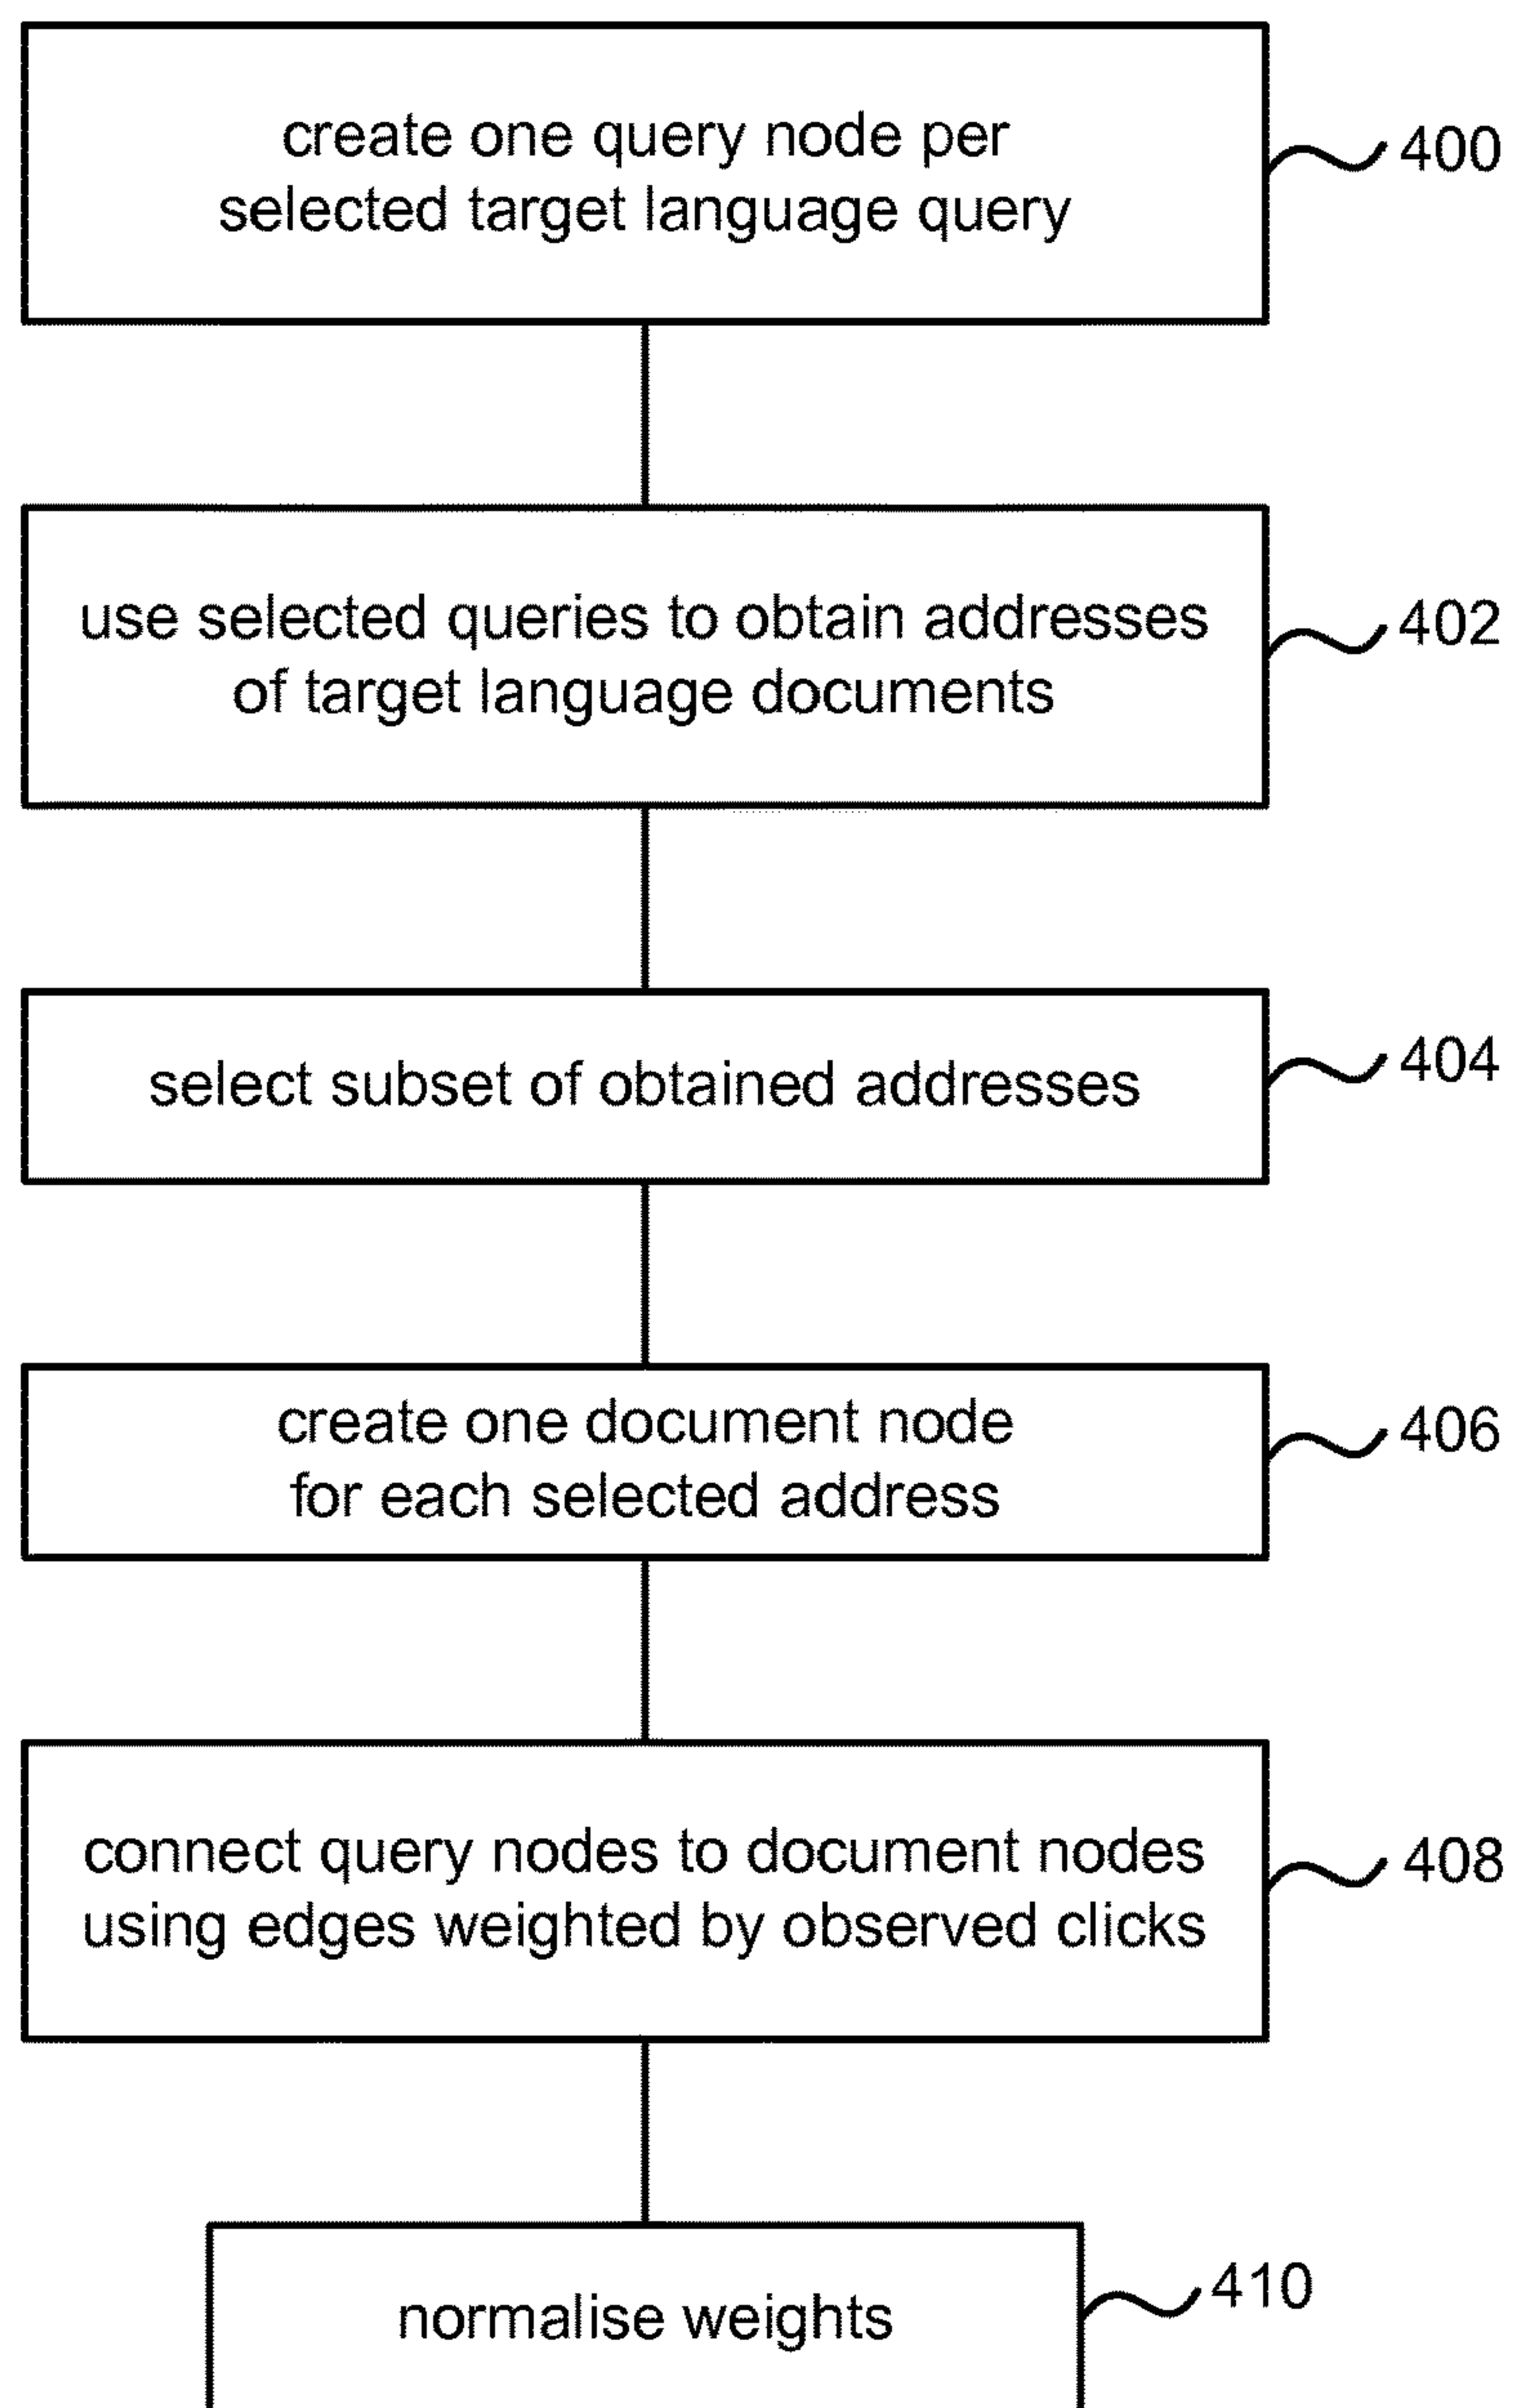 create one query node per
selected target language query
400
use selected queries to obtain addresses
of target language documents
402
select subset of obtained addresses
404
create one document node
for each selected address
406
connect query nodes to document nodes
using edges weighted by observed clicks
408
normalise weights
410